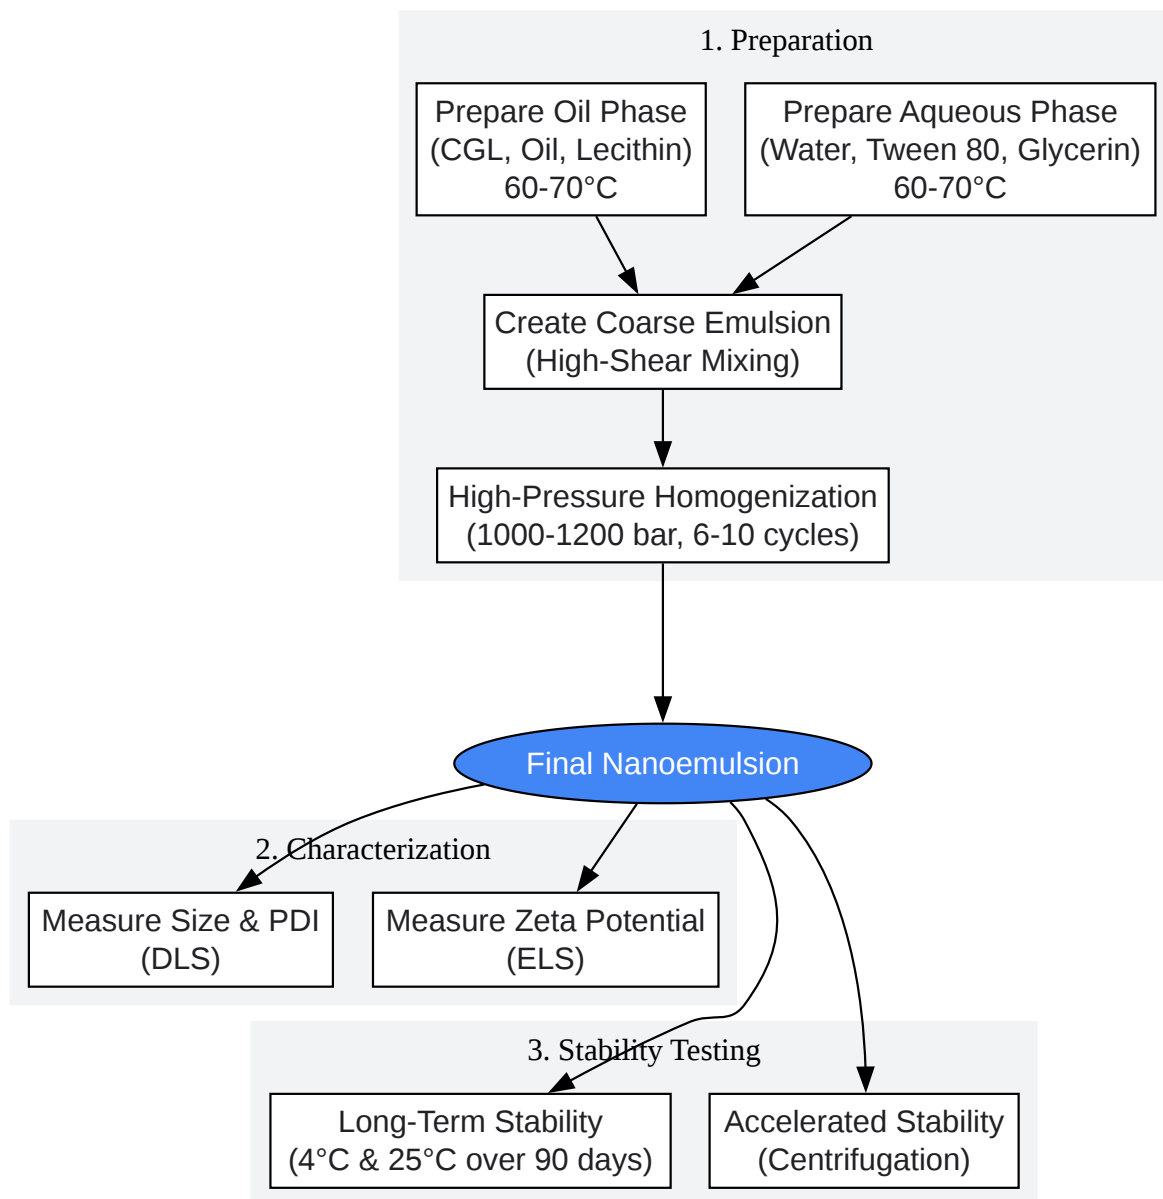 1. Preparation
Prepare Oil Phase
(CGL, Oil, Lecithin)
60-70°C
Prepare Aqueous Phase
(Water, Tween 80, Glycerin)
60-70°C
Create Coarse Emulsion
(High-Shear Mixing)
High-Pressure Homogenization
(1000-1200 bar, 6-10 cycles)
Final Nanoemulsion
2. Characterization
Measure Size & PDI
(DLS)
Measure Zeta Potential
(ELS)
3. Stability Testing
Long-Term Stability
(4°C & 25°C over 90 days)
Accelerated Stability
(Centrifugation)